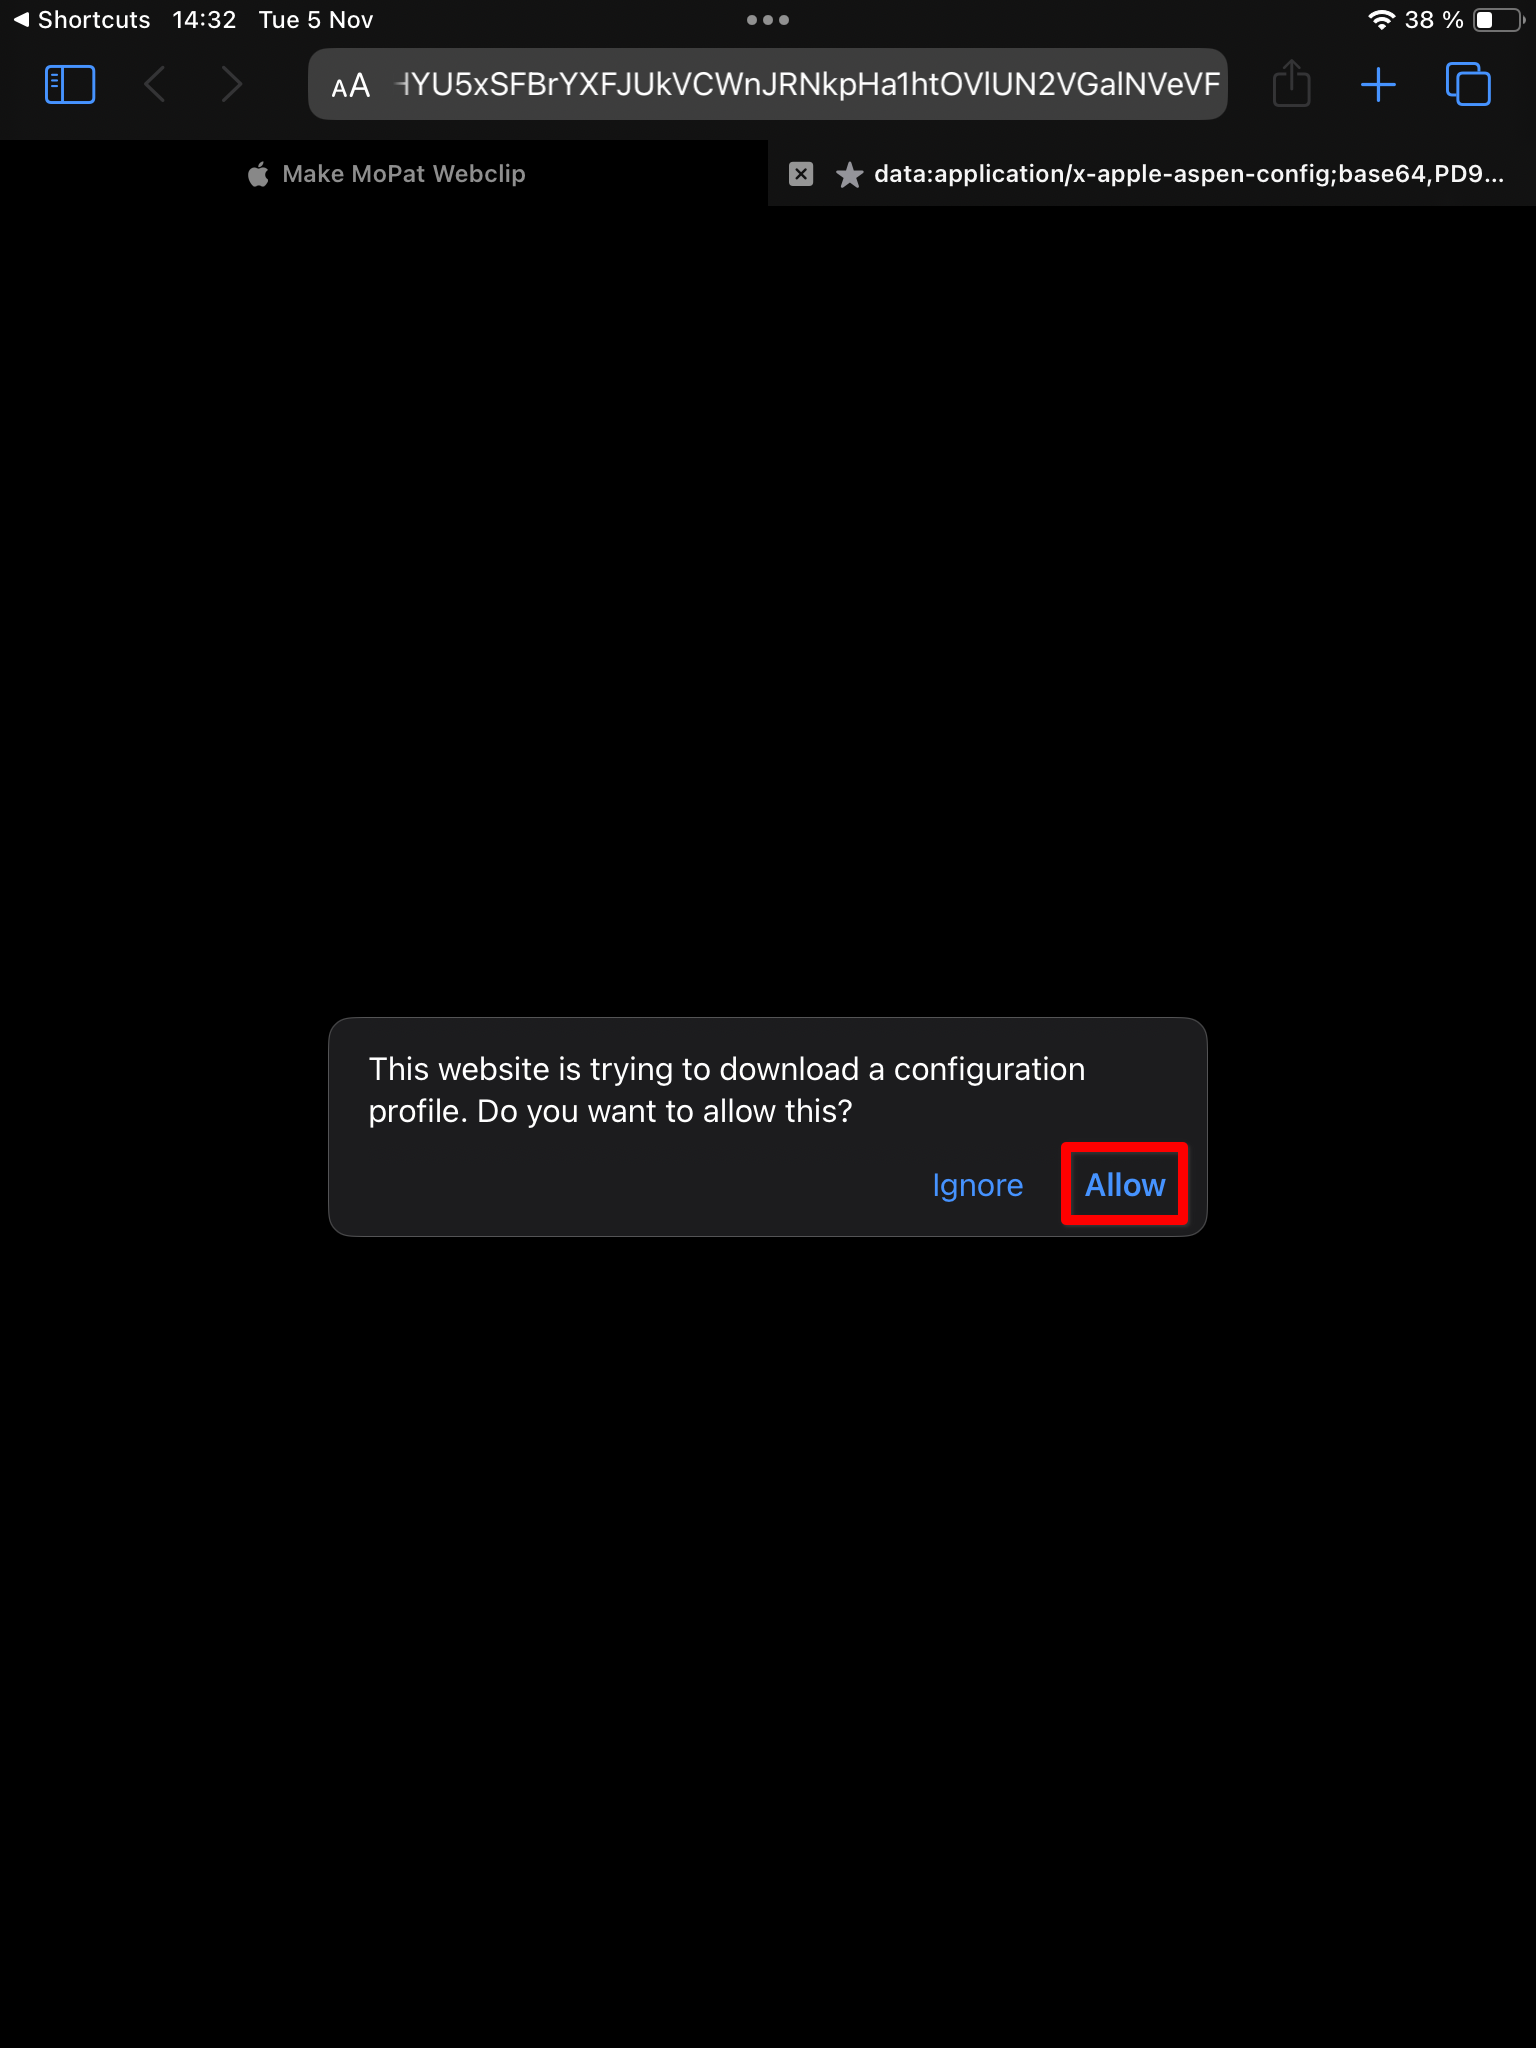 Shortcuts 14:32 Tue 5 Nov 38 %
AA HYU5xSFBrYXFJUkVCWnJRNkpHa1htOVlUN2VGalNVeVF
Make MoPat Webclip data:application/x-apple-aspen-config;base64,PD9...
This website is trying to download a configuration
profile. Do you want to allow this?
Ignore Allow